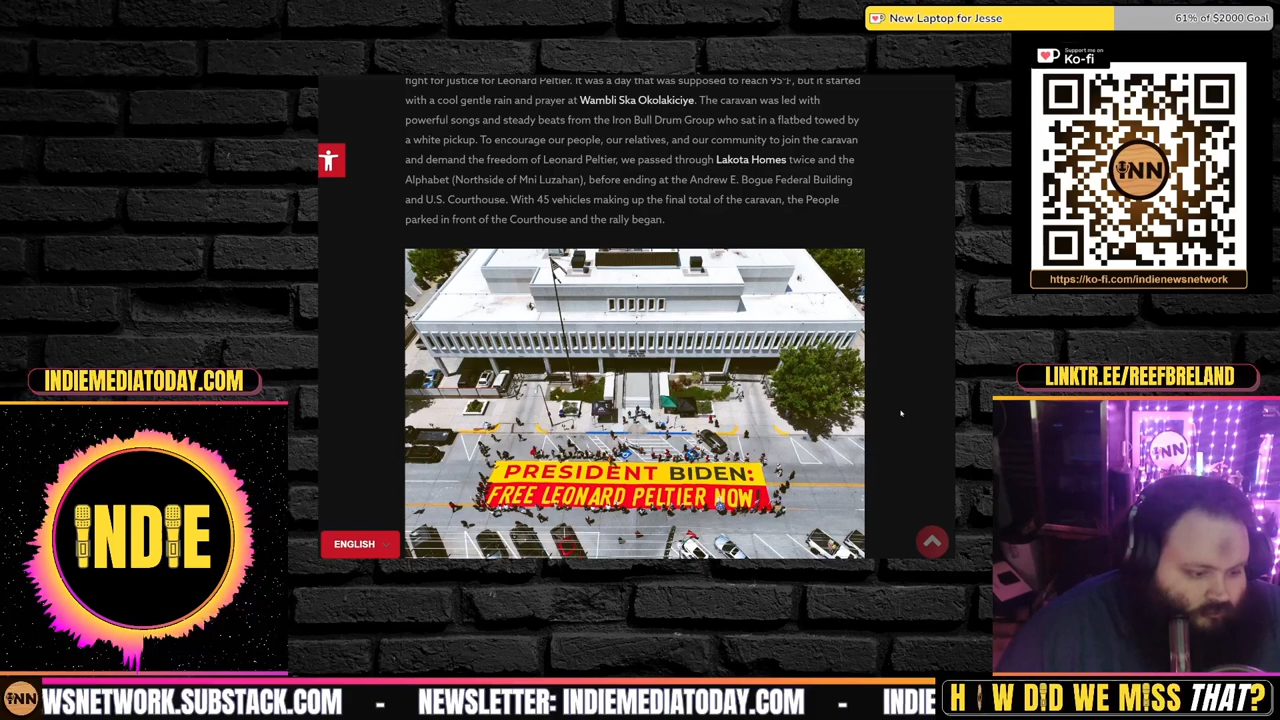 New Laptop for Jesse
61% of $2000 Goal
Support me on
Ko-fi
INN
https://ko-fi.com/indienewsnetwork
fight for justice for Leonard Peltier. It was a day that was supposed to reach 95°F, but it started
with a cool gentle rain and prayer at Wambli Ska Okolakiciye. The caravan was led with
powerful songs and steady beats from the Iron Bull Drum Group who sat in a flatbed towed by
a white pickup. To encourage our people, our relatives, and our community to join the caravan
and demand the freedom of Leonard Peltier, we passed through Lakota Homes twice and the
Alphabet (Northside of Mni Luzahan), before ending at the Andrew E. Bogue Federal Building
and U.S. Courthouse. With 45 vehicles making up the final total of the caravan, the People
parked in front of the Courthouse and the rally began.
PRESIDENT BIDEN:
FREE LEONARD PELTIER NOW
ENGLISH
INDIEMEDIATODAY.COM
INDIE
LINKTR.EE/REEFBRELAND
INN
INN
WSNETWORK.SUBSTACK.COM - NEWSLETTER: INDIEMEDIATODAY.COM - INDIE
HOW DID WE MISS THAT?